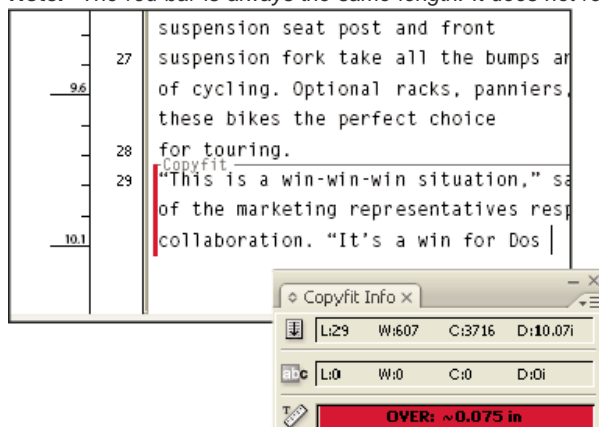 Note: The red bar is always the same length. It does not re
suspension seat post and front
27 suspension fork take all the bumps an
9.6 of cycling. Optional racks, panniers,
these bikes the perfect choice
28 for touring.
Copyfit
29 “This is a win-win-win situation,” sa
of the marketing representatives resp
10.1 collaboration. “It’s a win for Dos
Copyfit Info
L:29 W:607 C:3716 D:10.07i
abc L:0 W:0 C:0 D:0i
OVER: ~0.075 in